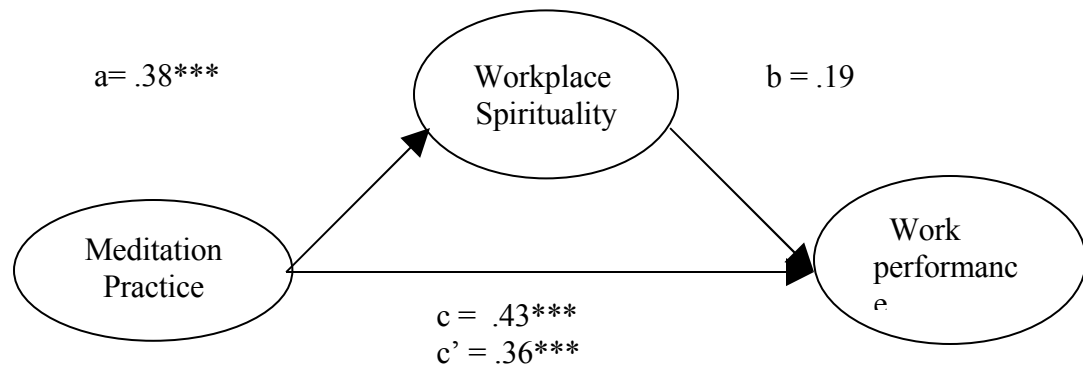 a= .38***
Workplace
Spirituality
b = .19
Meditation
Practice
Work
performanc
e
c = .43***
c’ = .36***